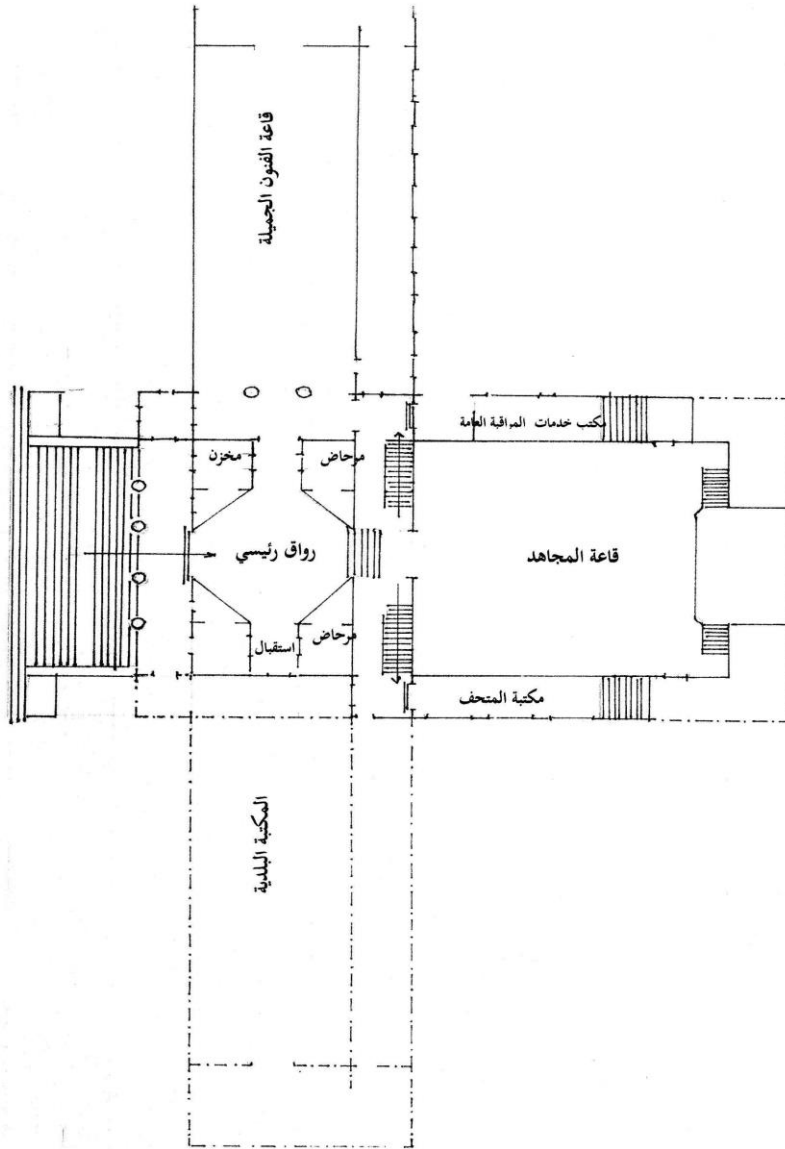 قاعة الفنون الجميلة
مكتب خدمات المراقبة العامة
مخزن
مرحاض
رواق رئيسي
قاعة المجاهد
استقبال
مرحاض
مكتبة المتحف
المكتبة البلدية